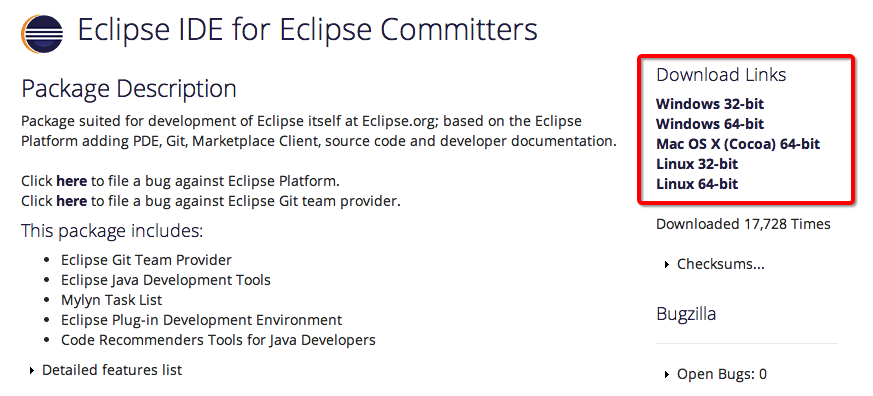 Eclipse IDE for Eclipse Committers
Package Description
Package suited for development of Eclipse itself at Eclipse.org; based on the Eclipse
Platform adding PDE, Git, Marketplace Client, source code and developer documentation.
Click here to file a bug against Eclipse Platform.
Click here to file a bug against Eclipse Git team provider.
This package includes:
• Eclipse Git Team Provider
• Eclipse Java Development Tools
• Mylyn Task List
• Eclipse Plug-in Development Environment
• Code Recommenders Tools for Java Developers
Detailed features list
Download Links
Windows 32-bit
Windows 64-bit
Mac OS X (Cocoa) 64-bit
Linux 32-bit
Linux 64-bit
Downloaded 17,728 Times
Checksums...
Bugzilla
Open Bugs: 0